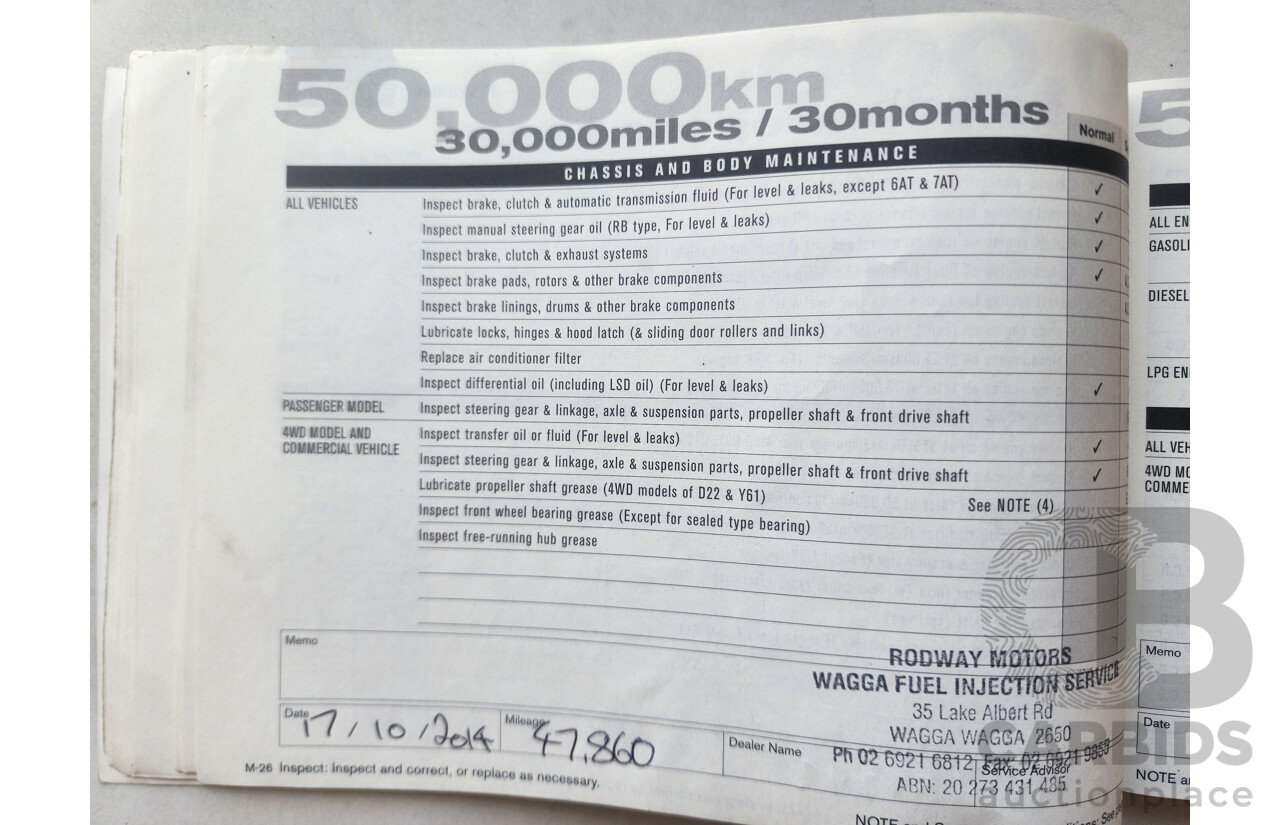 50,000km
30,000miles / 30months
Normal
CHASSIS AND BODY MAINTENANCE
ALL VEHICLES
Inspect brake, clutch & automatic transmission fluid (For level & leaks, except 6AT & 7AT) ✓
Inspect manual steering gear oil (RB type, For level & leaks) ✓
Inspect brake, clutch & exhaust systems ✓
Inspect brake pads, rotors & other brake components ✓
Inspect brake linings, drums & other brake components
Lubricate locks, hinges & hood latch (& sliding door rollers and links)
Replace air conditioner filter
Inspect differential oil (including LSD oil) (For level & leaks) ✓
PASSENGER MODEL
Inspect steering gear & linkage, axle & suspension parts, propeller shaft & front drive shaft
4WD MODEL AND
COMMERCIAL VEHICLE
Inspect transfer oil or fluid (For level & leaks) ✓
Inspect steering gear & linkage, axle & suspension parts, propeller shaft & front drive shaft ✓
Lubricate propeller shaft grease (4WD models of D22 & Y61) See NOTE (4)
Inspect front wheel bearing grease (Except for sealed type bearing)
Inspect free-running hub grease
Memo
RODWAY MOTORS
WAGGA FUEL INJECTION SERVICE
35 Lake Albert Rd
WAGGA WAGGA 2650
Ph 02 6921 6812 Fax 02 6921 9853
ABN: 20 273 431 485
Date 17/10/2014
Mileage 47,860
Dealer Name
Service Advisor
M-26 Inspect: Inspect and correct, or replace as necessary.
5
ALL EN
GASOLI
DIESEL
LPG EN
ALL VEH
4WD MO
COMME
Memo
Date
NOTE
CB
CARBIDS
auctionplace